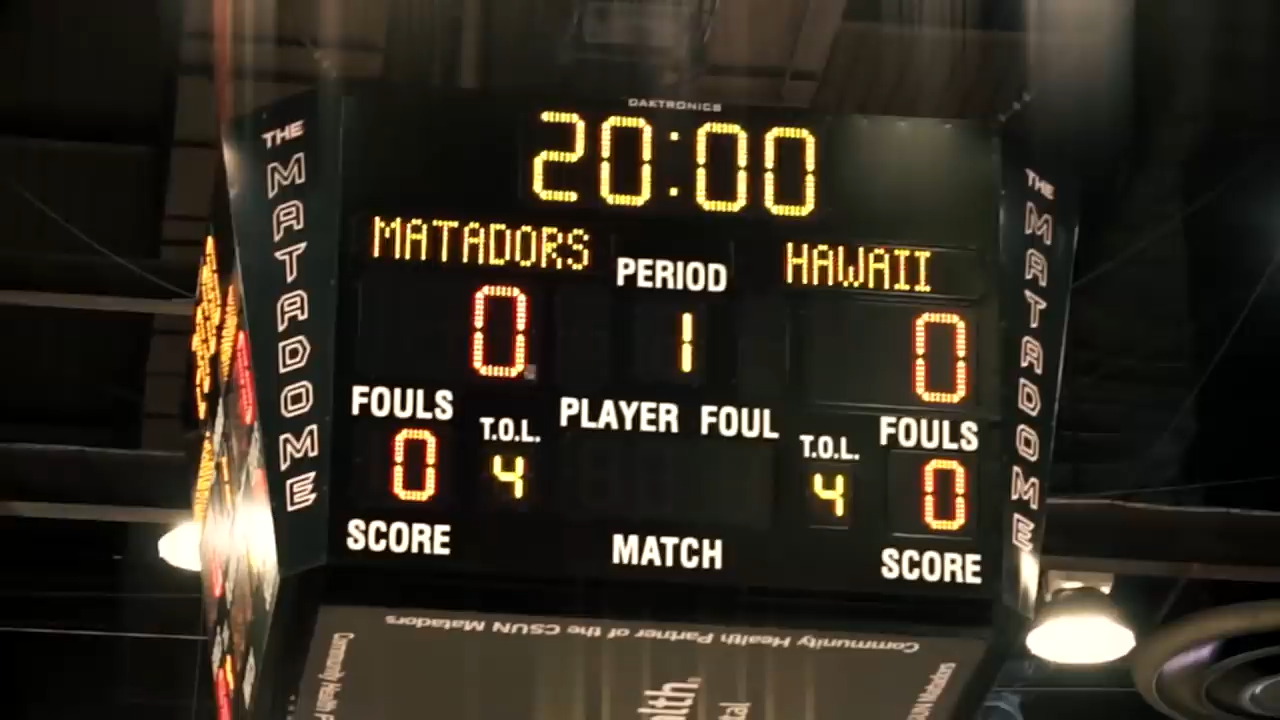 DAKTRONICS
20:00
THE MATADOME
MATADORS
PERIOD
HAWAII
THE MATADOME
0
1
0
FOULS
T.O.L.
PLAYER FOUL
T.O.L.
FOULS
0
4
4
0
SCORE
MATCH
SCORE
Community Health Partner of the CSUN Matadors